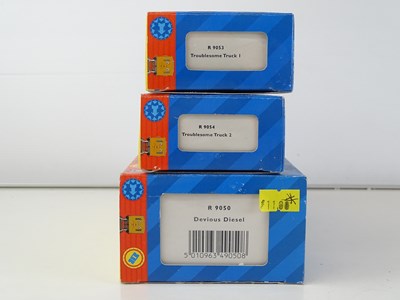 R 9053
Troublesome Truck 1
R 9054
Troublesome Truck 2
R 9050
Devious Diesel
5 010963 490508